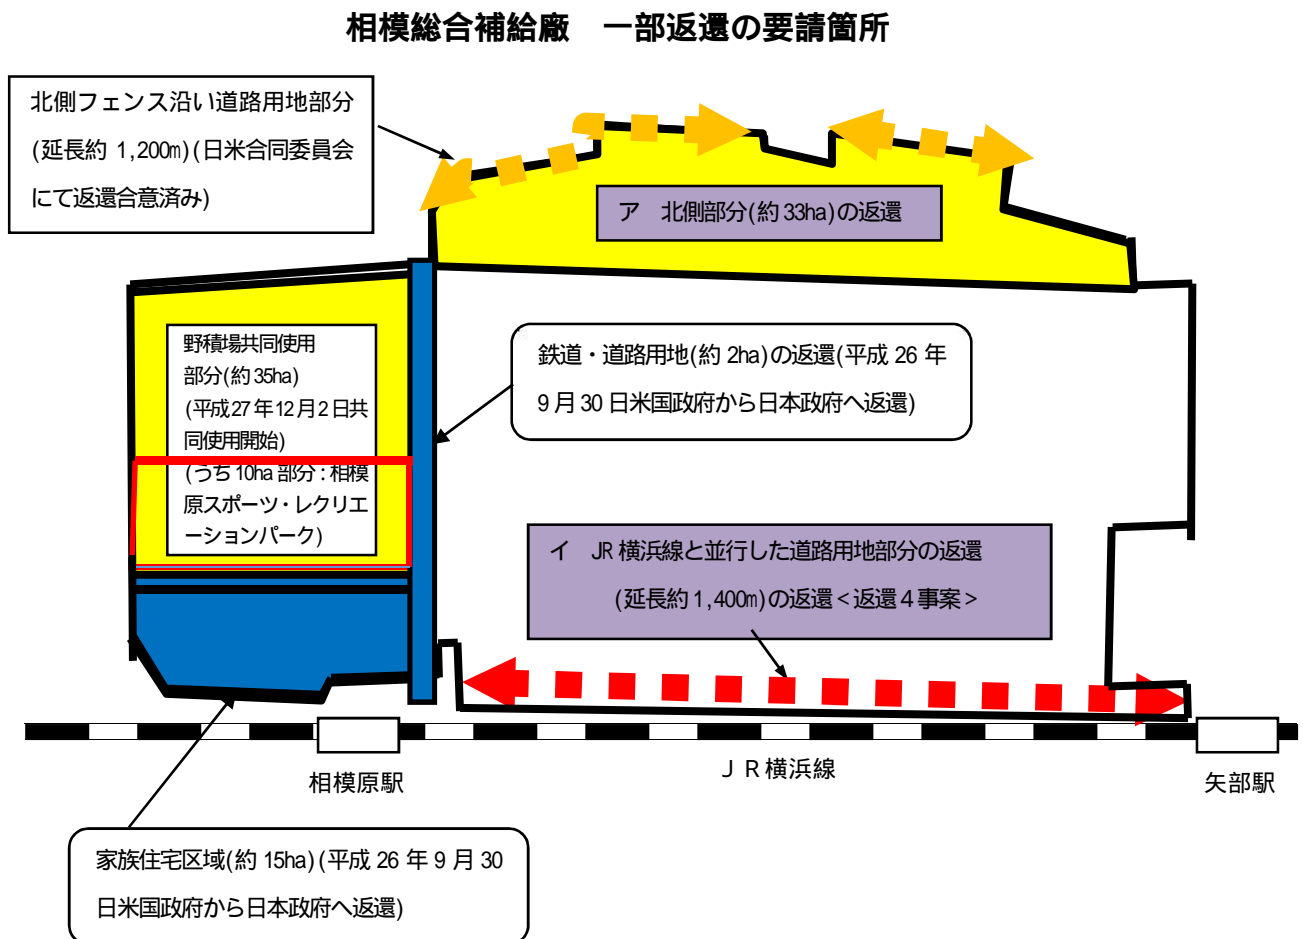 相模総合補給廠　一部返還の要請箇所
北側フェンス沿い道路用地部分
(延長約 1,200m)(日米合同委員会
にて返還合意済み)
ア　北側部分(約 33ha)の返還
野積場共同使用
部分(約 35ha)
(平成 27 年 12 月 2 日共
同使用開始)
(うち 10ha 部分:相模
原スポーツ・レクリエ
ーションパーク)
鉄道・道路用地(約 2ha)の返還(平成 26 年
9 月 30 日米国政府から日本政府へ返還)
イ　JR 横浜線と並行した道路用地部分の返還
(延長約 1,400m)の返還<返還４事案>
相模原駅
ＪＲ横浜線
矢部駅
家族住宅区域(約 15ha)(平成 26 年 9 月 30
日米国政府から日本政府へ返還)